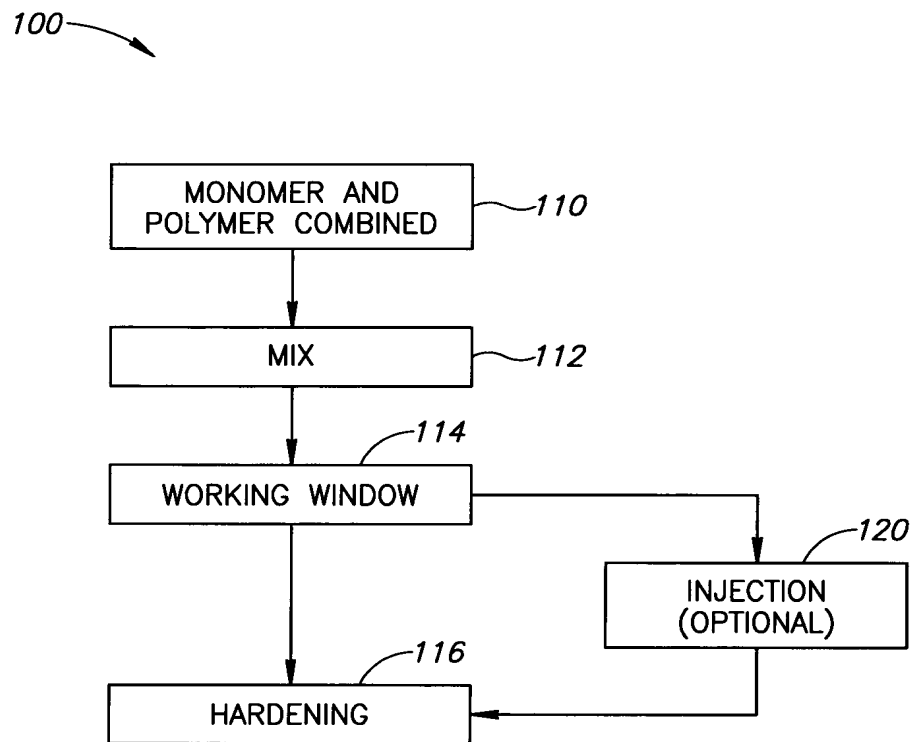 100
MONOMER AND
POLYMER COMBINED
110
MIX
112
114
WORKING WINDOW
120
INJECTION
(OPTIONAL)
116
HARDENING